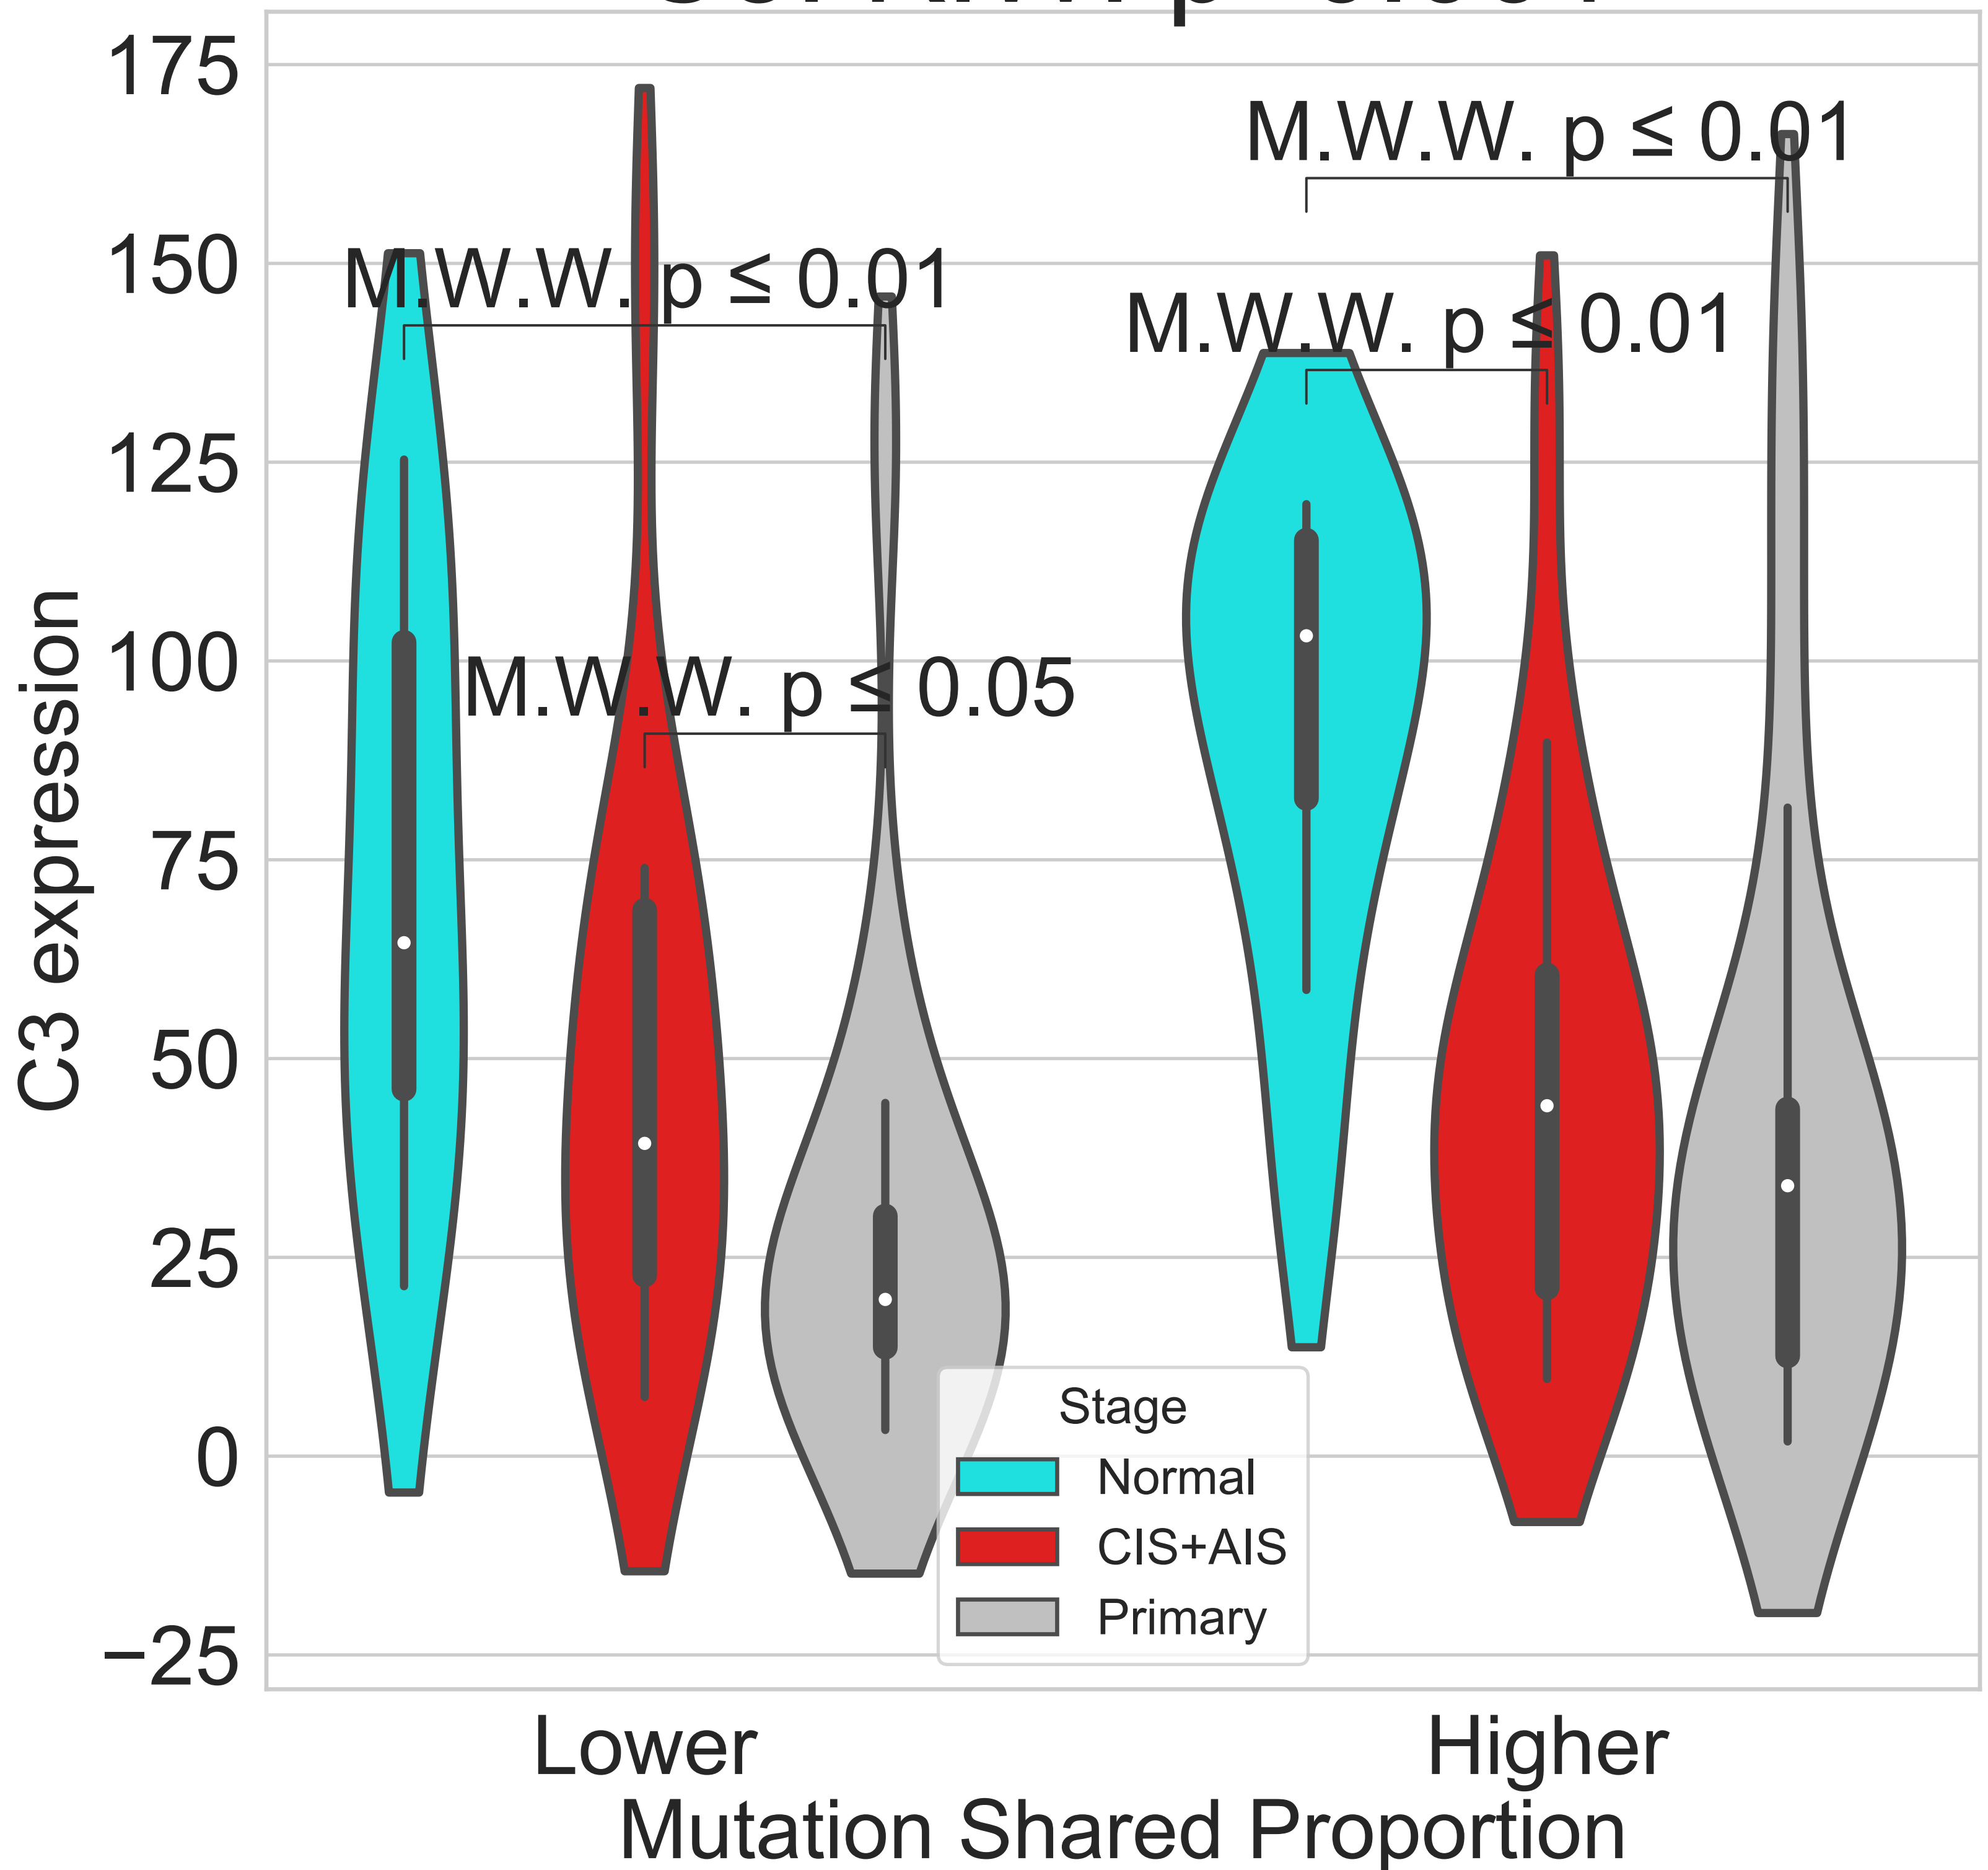 175
150
125
100
75
50
25
0
−25
C3 expression
M.W.W. p ≤ 0.01
M.W.W. p ≤ 0.01
M.W.W. p ≤ 0.01
M.W.W. p ≤ 0.05
Stage
Normal
CIS+AIS
Primary
Lower
Higher
Mutation Shared Proportion